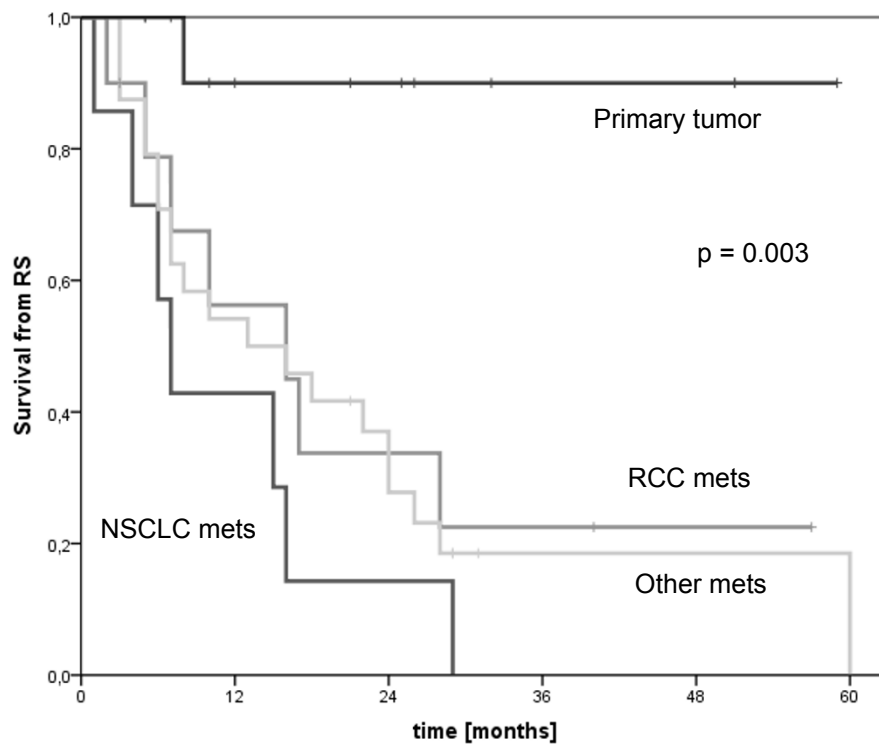 1,0
Primary tumor
0,8
p = 0.003
0,6
Survival from RS
0,4
RCC mets
NSCLC mets
0,2
Other mets
0,0
0 12 24 36 48 60
time [months]